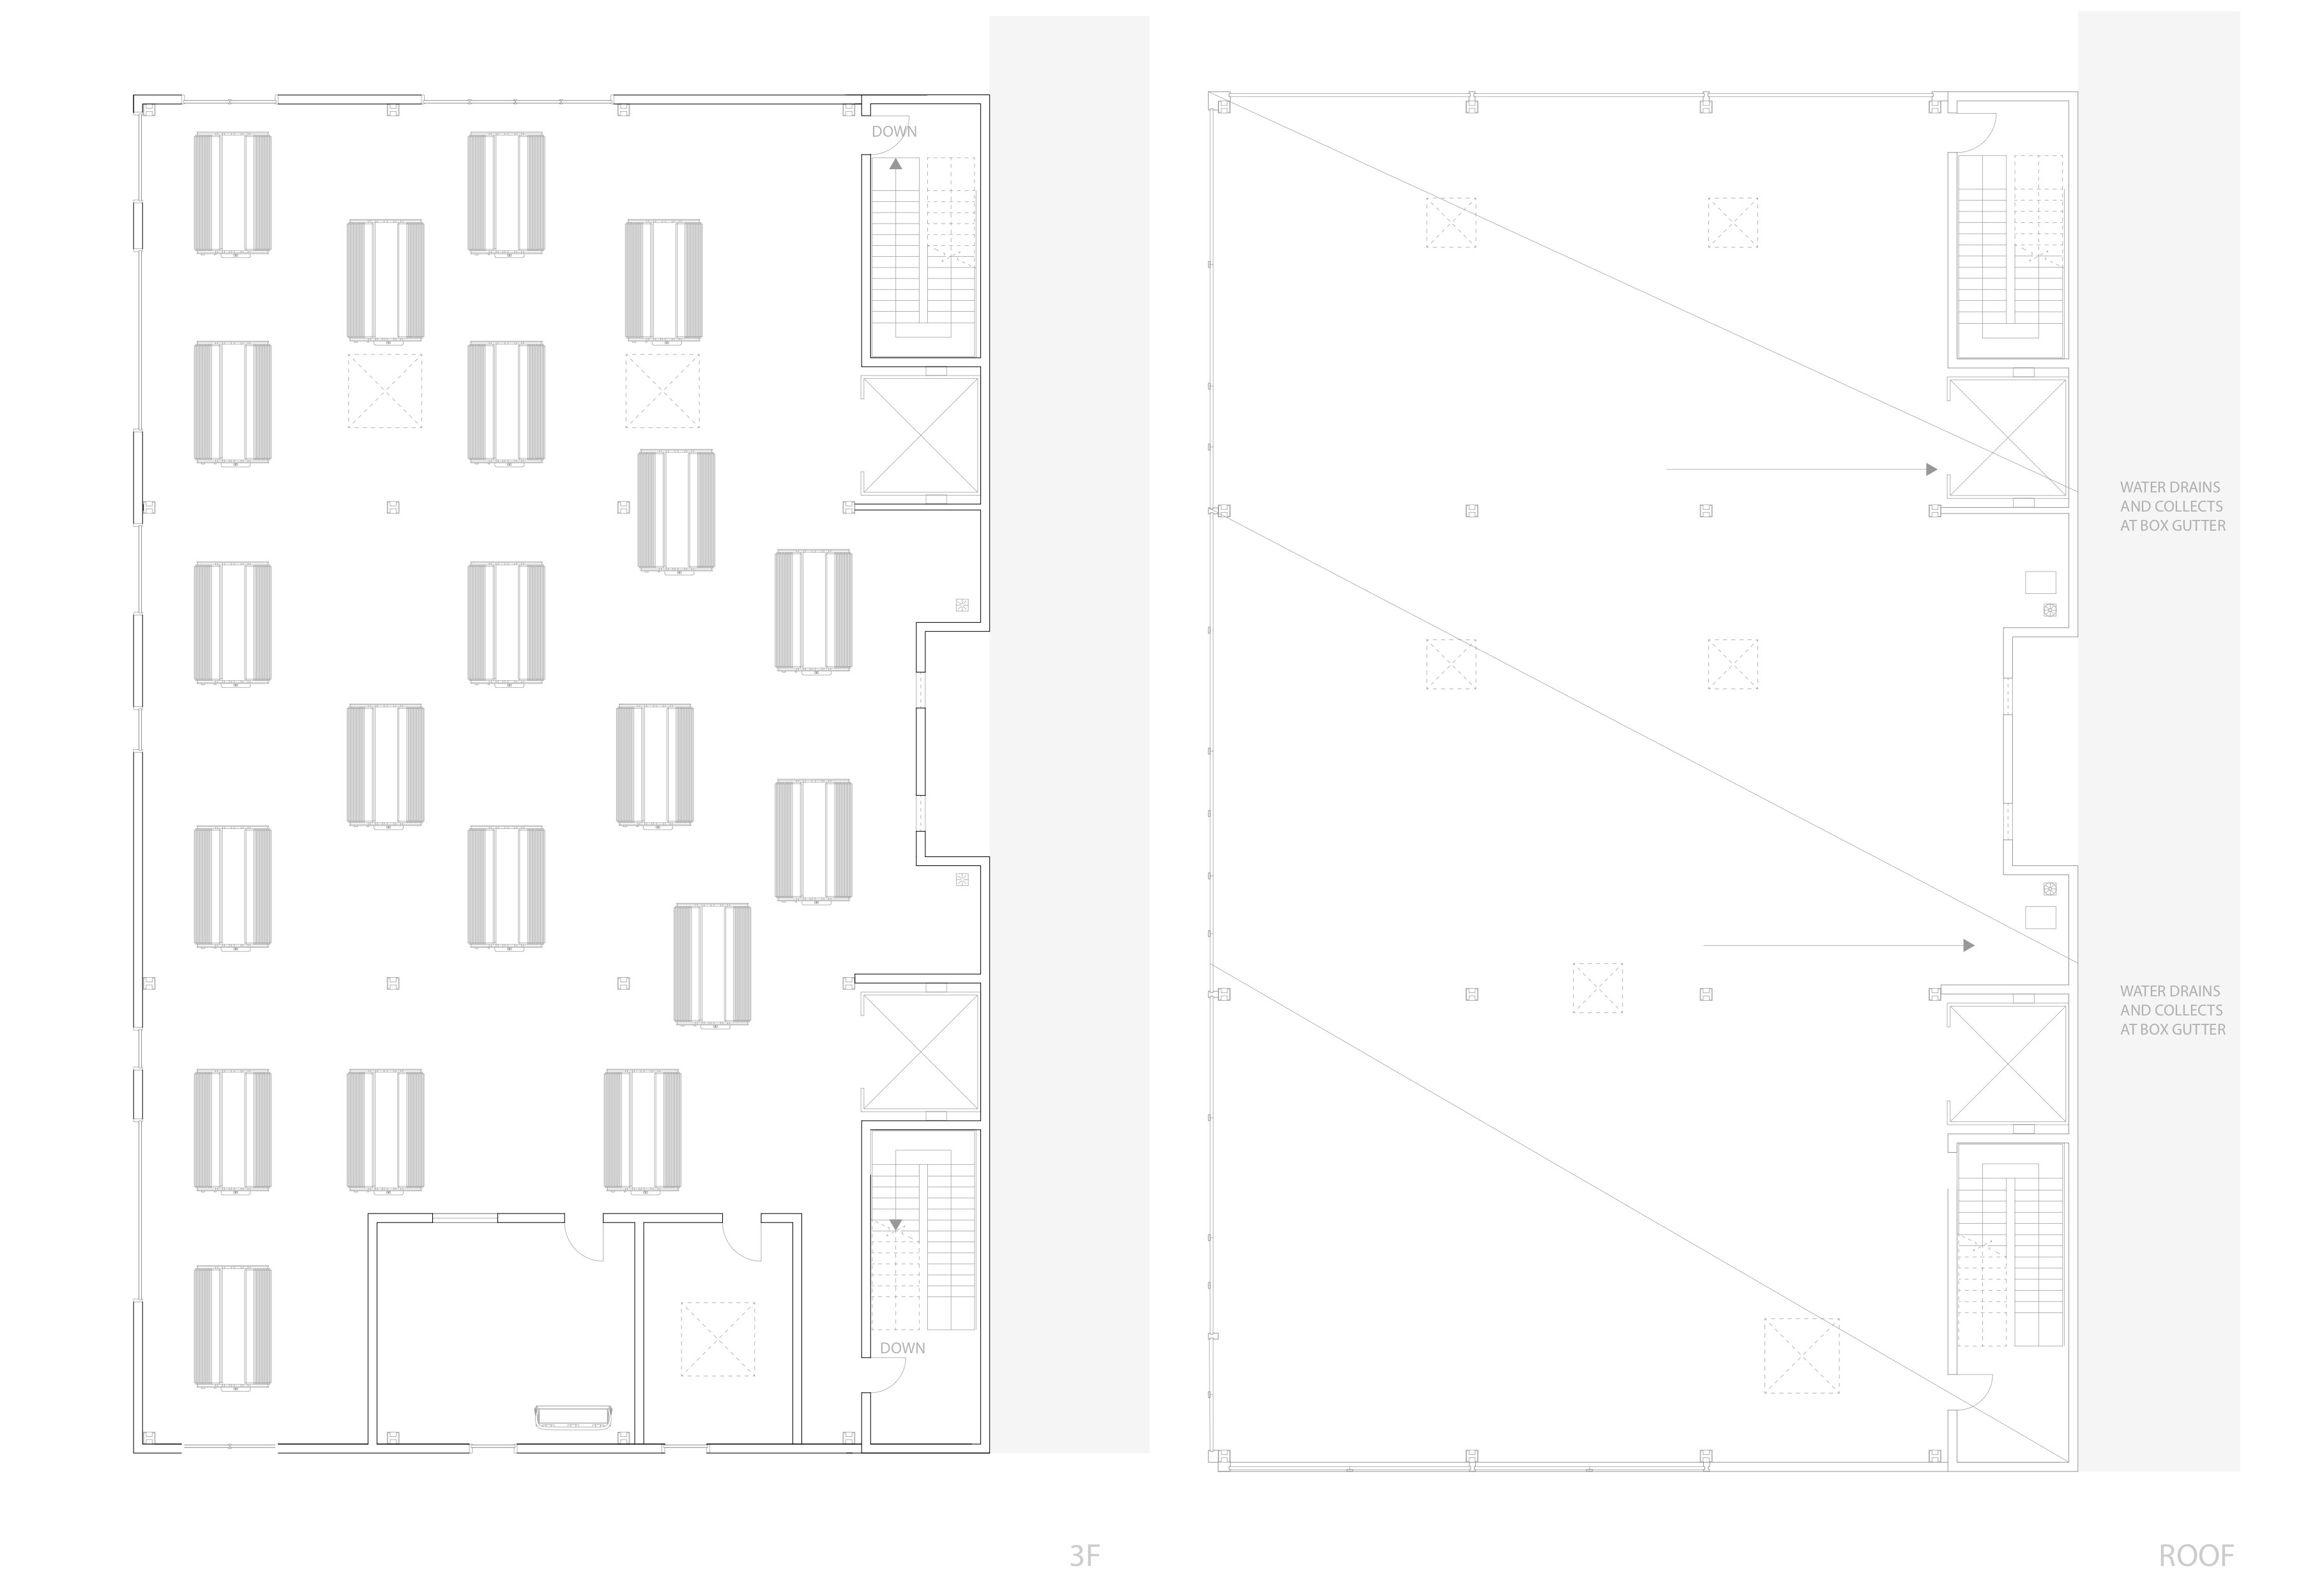 DOWN
DOWN
3F
WATER DRAINS
AND COLLECTS
AT BOX GUTTER
WATER DRAINS
AND COLLECTS
AT BOX GUTTER
ROOF